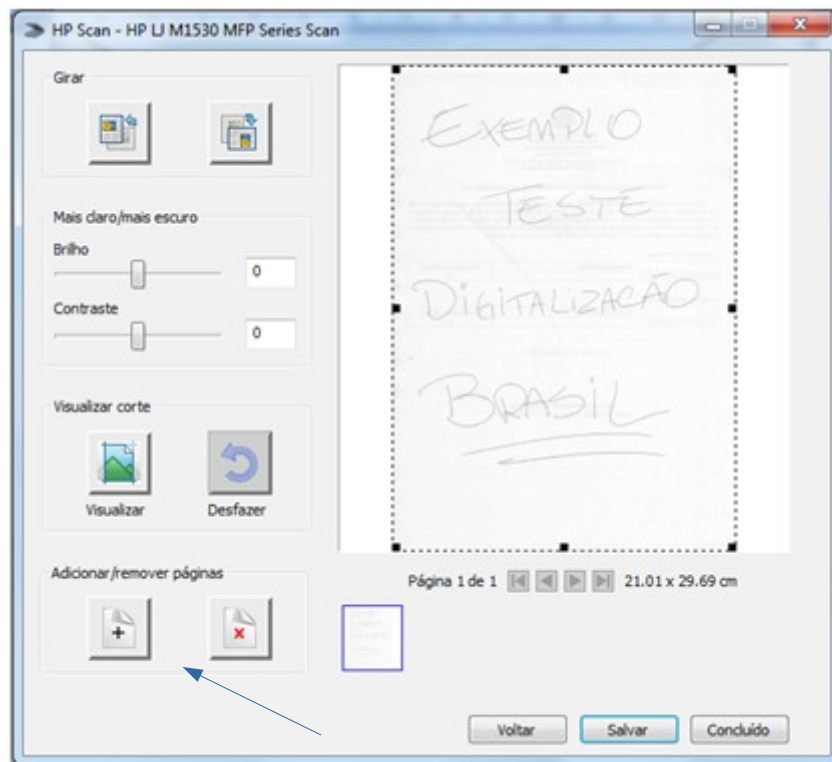 HP Scan - HP LJ M1530 MFP Series Scan
Girar
Mais claro/mais escuro
Brilho
0
Contraste
0
Visualizar corte
Visualizar
Desfazer
Adicionar/remover páginas
EXEMPLO
TESTE
DIGITALIZAÇÃO
BRASIL
Página 1 de 1
21.01 x 29.69 cm
Voltar
Salvar
Concluído